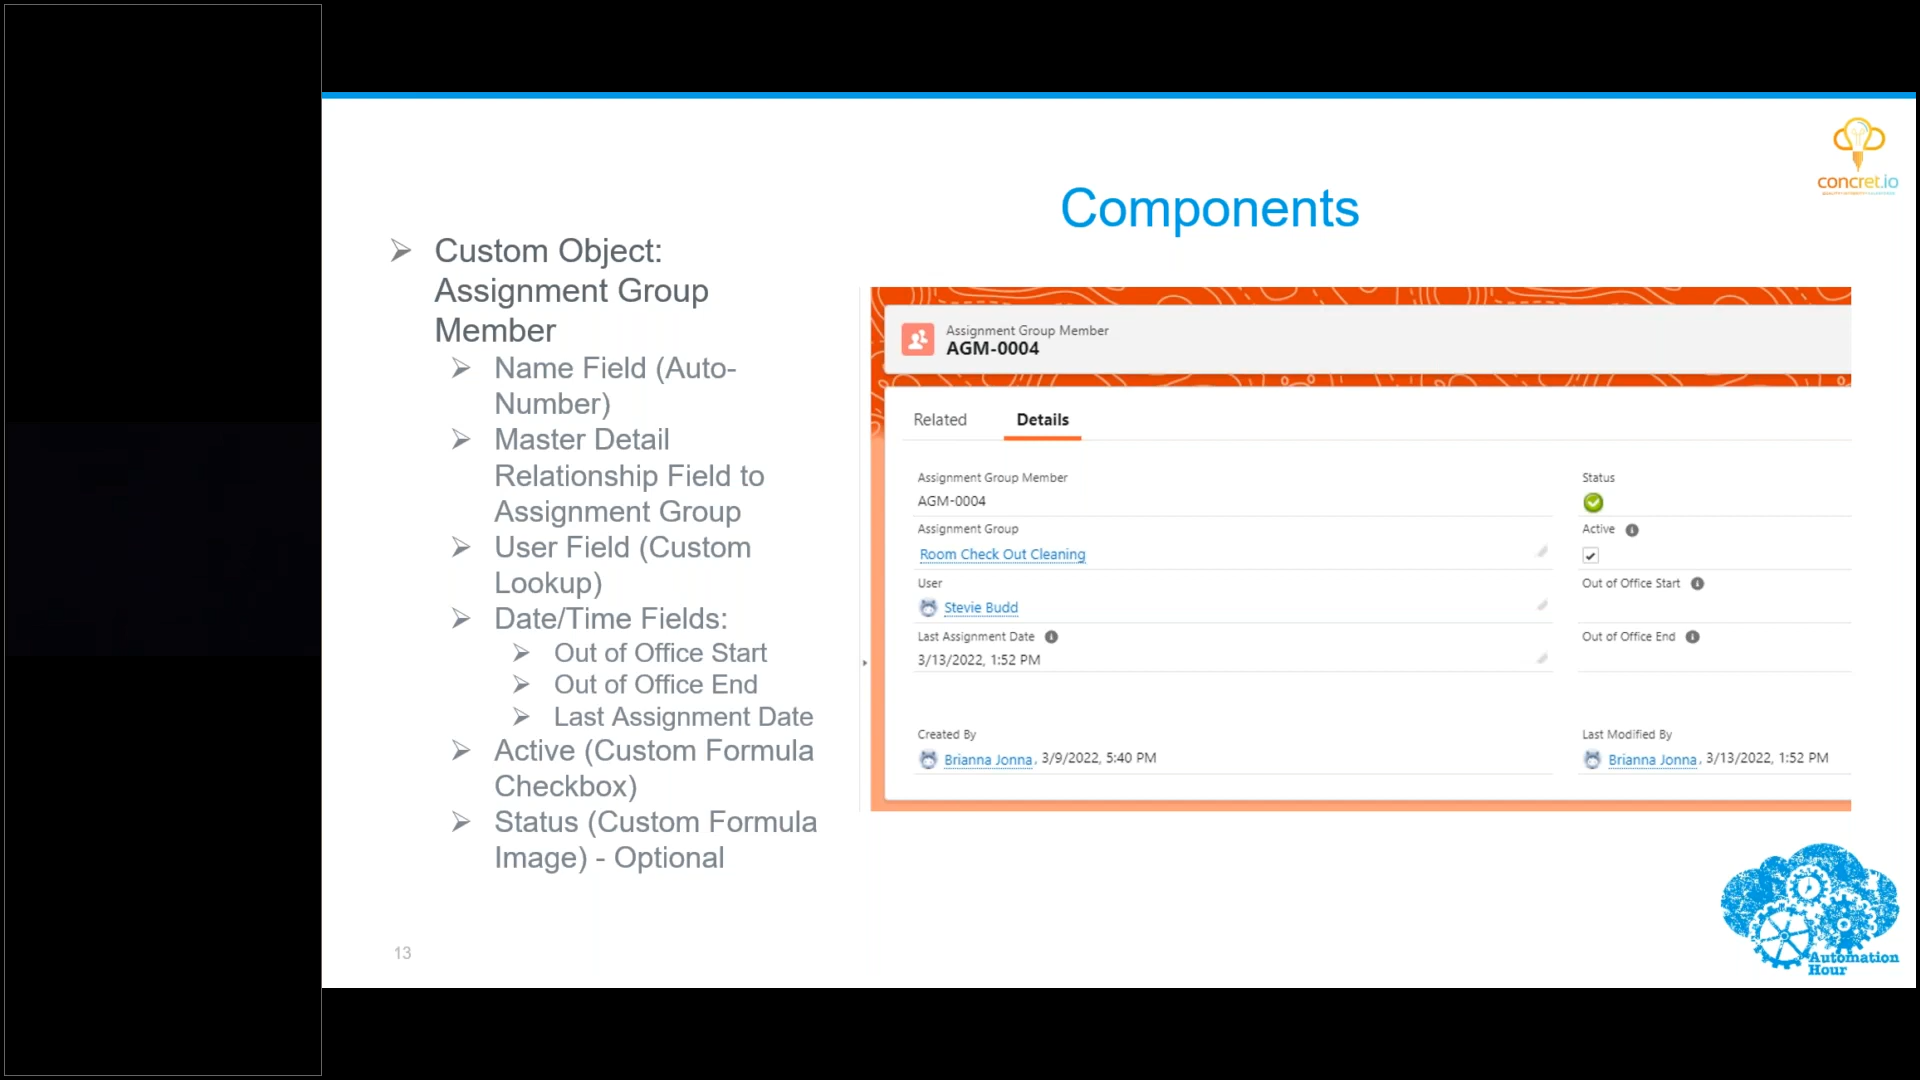 concret.io
Components
Custom Object:
Assignment Group
Member
Name Field (Auto-
Number)
Master Detail
Relationship Field to
Assignment Group
User Field (Custom
Lookup)
Date/Time Fields:
Out of Office Start
Out of Office End
Last Assignment Date
Active (Custom Formula
Checkbox)
Status (Custom Formula
Image) - Optional
Assignment Group Member
AGM-0004
Related Details
Assignment Group Member
AGM-0004
Assignment Group
Room Check Out Cleaning
User
Stevie Budd
Last Assignment Date
3/13/2022, 1:52 PM
Created By
Brianna Jonna, 3/9/2022, 5:40 PM
Status
Active
Out of Office Start
Out of Office End
Last Modified By
Brianna Jonna, 3/13/2022, 1:52 PM
13
Automation
Hour